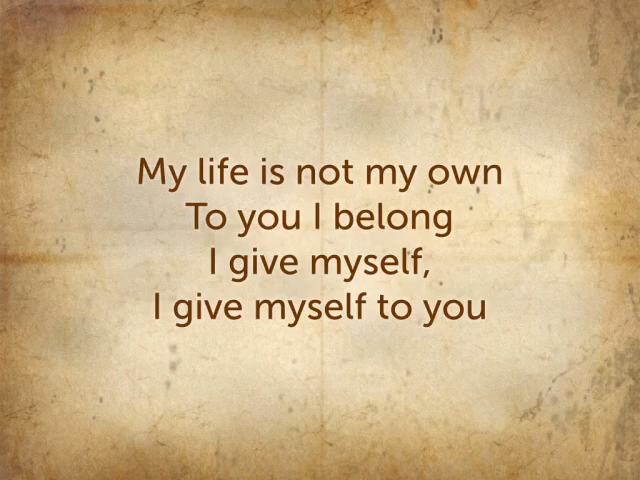 My life is not my own
To you I belong
I give myself,
I give myself to you